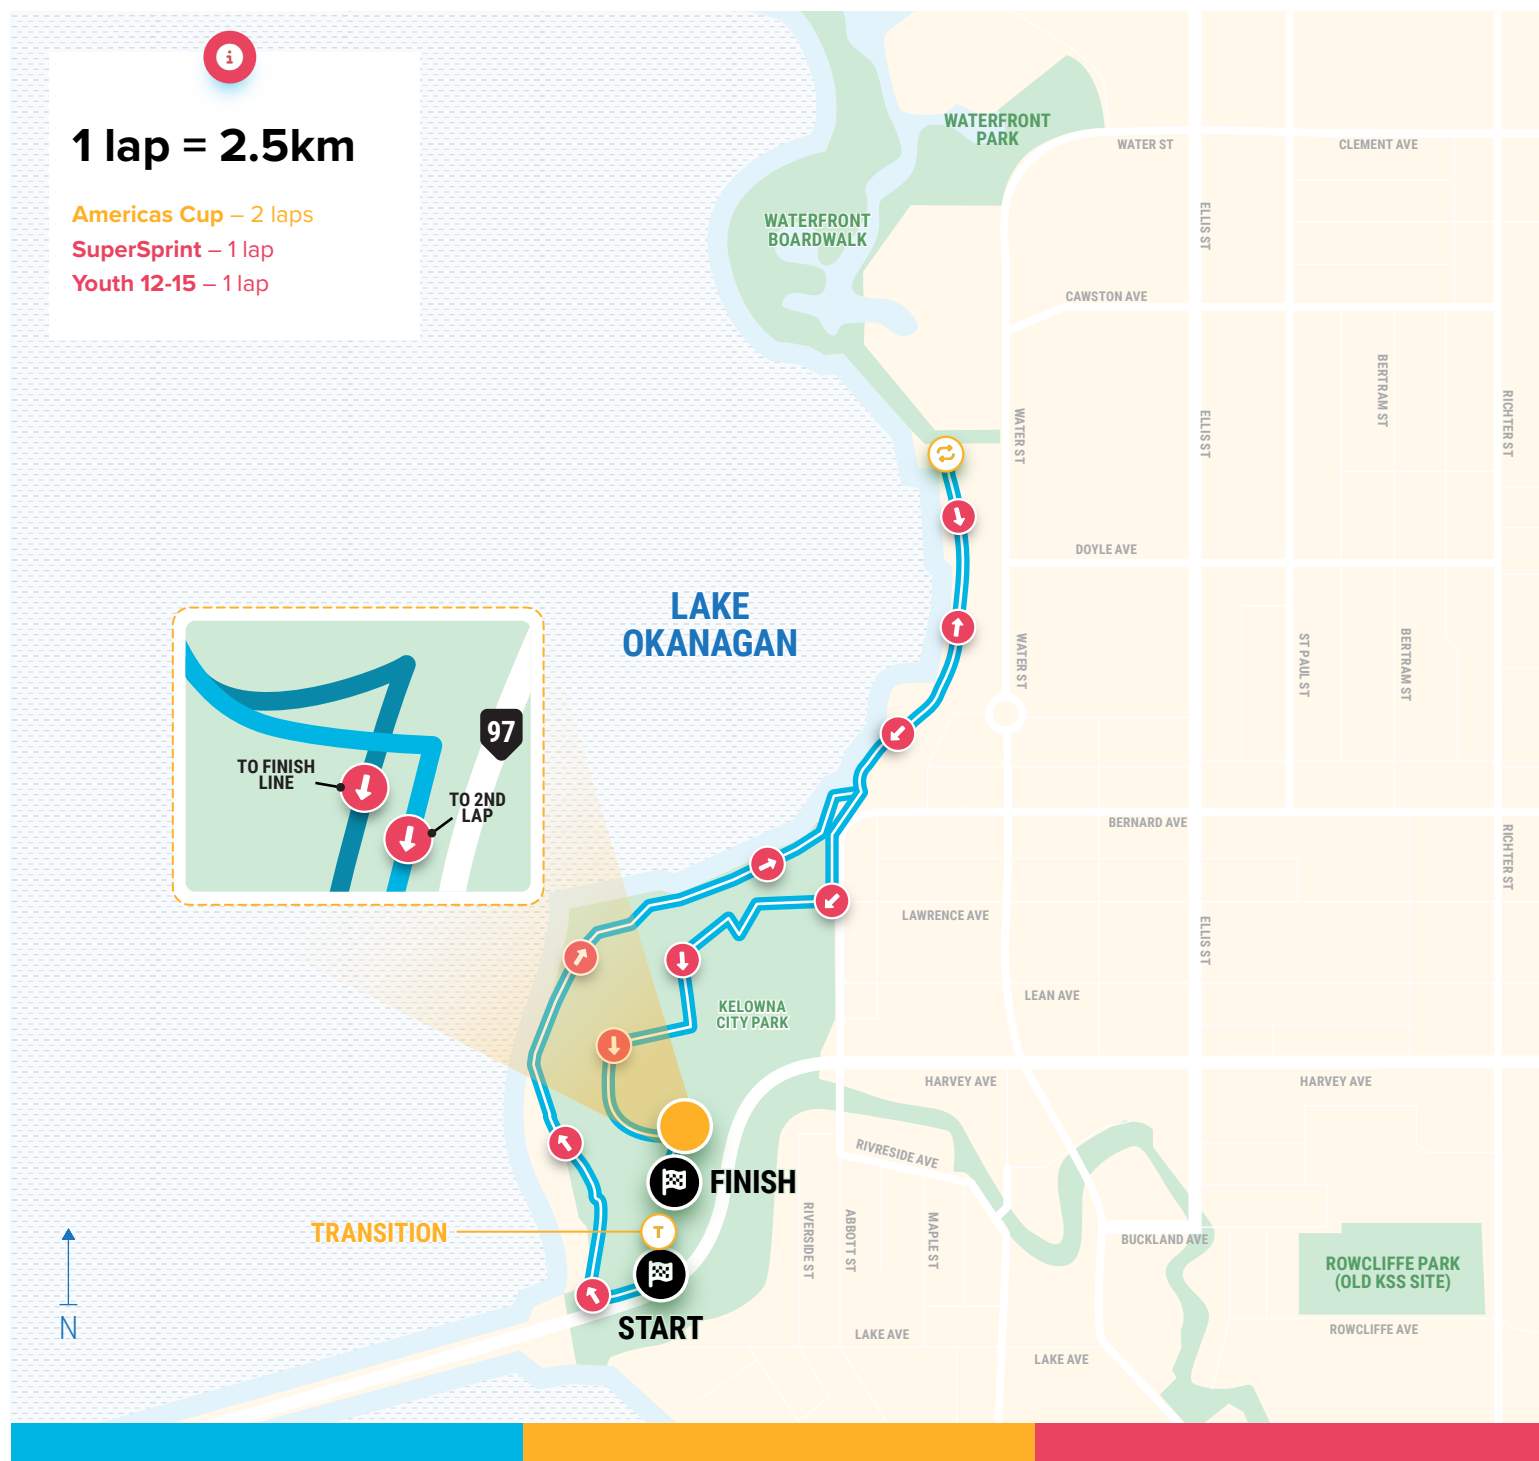 1 lap = 2.5km
Americas Cup – 2 laps
SuperSprint – 1 lap
Youth 12-15 – 1 lap
WATERFRONT
PARK
WATER ST
CLEMENT AVE
WATERFRONT
BOARDWALK
ELLIS ST
CAWSTON AVE
BERTRAM ST
RICHTER ST
WATER ST
ELLIS ST
DOYLE AVE
LAKE
OKANAGAN
WATER ST
ST PAUL ST
BERTRAM ST
97
TO FINISH
LINE
TO 2ND
LAP
BERNARD AVE
RICHTER ST
LAWRENCE AVE
ELLIS ST
LEAN AVE
KELOWNA
CITY PARK
HARVEY AVE
HARVEY AVE
RIVRESIDE AVE
FINISH
TRANSITION
T
RIVERSIDE ST
ABBOTT ST
MAPLE ST
BUCKLAND AVE
ROWCLIFFE PARK
(OLD KSS SITE)
START
N
LAKE AVE
ROWCLIFFE AVE
LAKE AVE